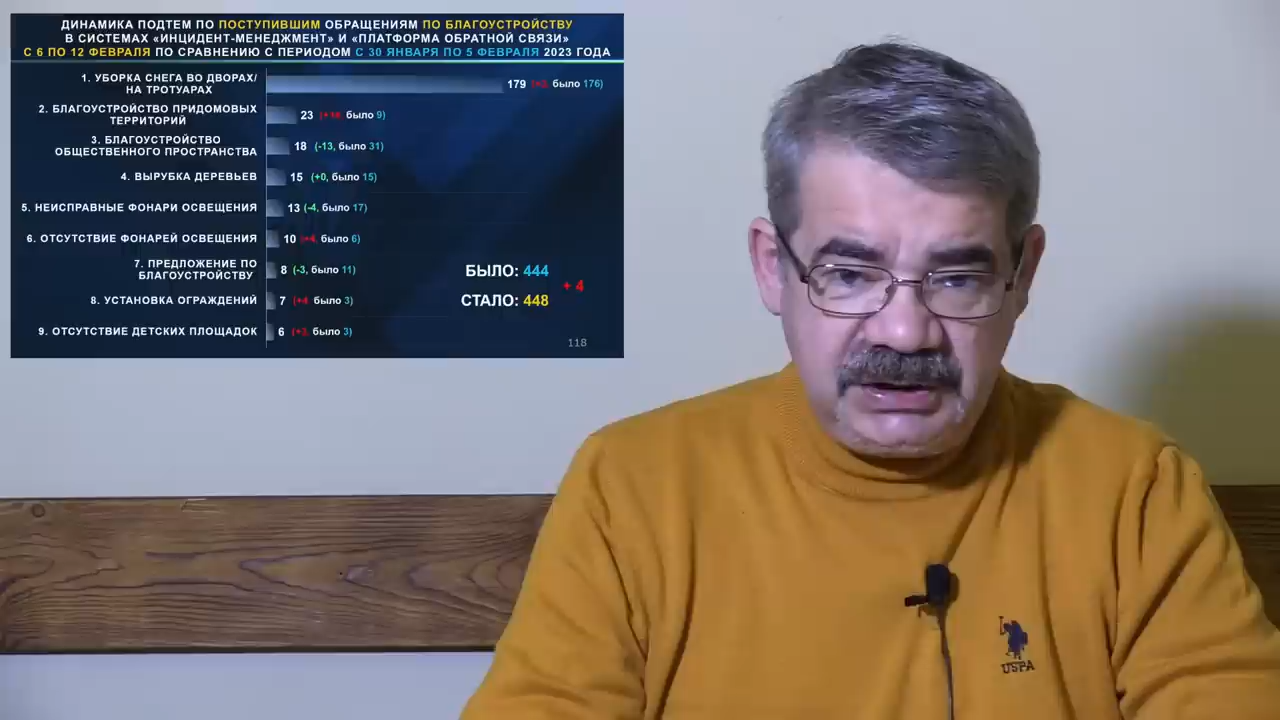 ДИНАМИКА ПОДТЕМ ПО ПОСТУПИВШИМ ОБРАЩЕНИЯМ ПО БЛАГОУСТРОЙСТВУ
В СИСТЕМАХ «ИНЦИДЕНТ-МЕНЕДЖМЕНТ» И «ПЛАТФОРМА ОБРАТНОЙ СВЯЗИ»
С 6 ПО 12 ФЕВРАЛЯ ПО СРАВНЕНИЮ С ПЕРИОДОМ С 30 ЯНВАРЯ ПО 5 ФЕВРАЛЯ 2023 ГОДА
1. УБОРКА СНЕГА ВО ДВОРАХ/
НА ТРОТУАРАХ
179 (+3, было 176)
2. БЛАГОУСТРОЙСТВО ПРИДОМОВЫХ
ТЕРРИТОРИЙ
23 (+14, было 9)
3. БЛАГОУСТРОЙСТВО
ОБЩЕСТВЕННОГО ПРОСТРАНСТВА
18 (-13, было 31)
4. ВЫРУБКА ДЕРЕВЬЕВ
15 (+0, было 15)
5. НЕИСПРАВНЫЕ ФОНАРИ ОСВЕЩЕНИЯ
13 (-4, было 17)
6. ОТСУТСТВИЕ ФОНАРЕЙ ОСВЕЩЕНИЯ
10 (+4, было 6)
7. ПРЕДЛОЖЕНИЕ ПО
БЛАГОУСТРОЙСТВУ
8 (-3, было 11)
8. УСТАНОВКА ОГРАЖДЕНИЙ
7 (+4, было 3)
9. ОТСУТСТВИЕ ДЕТСКИХ ПЛОЩАДОК
6 (+3, было 3)
БЫЛО: 444
+ 4
СТАЛО: 448
118
USPA